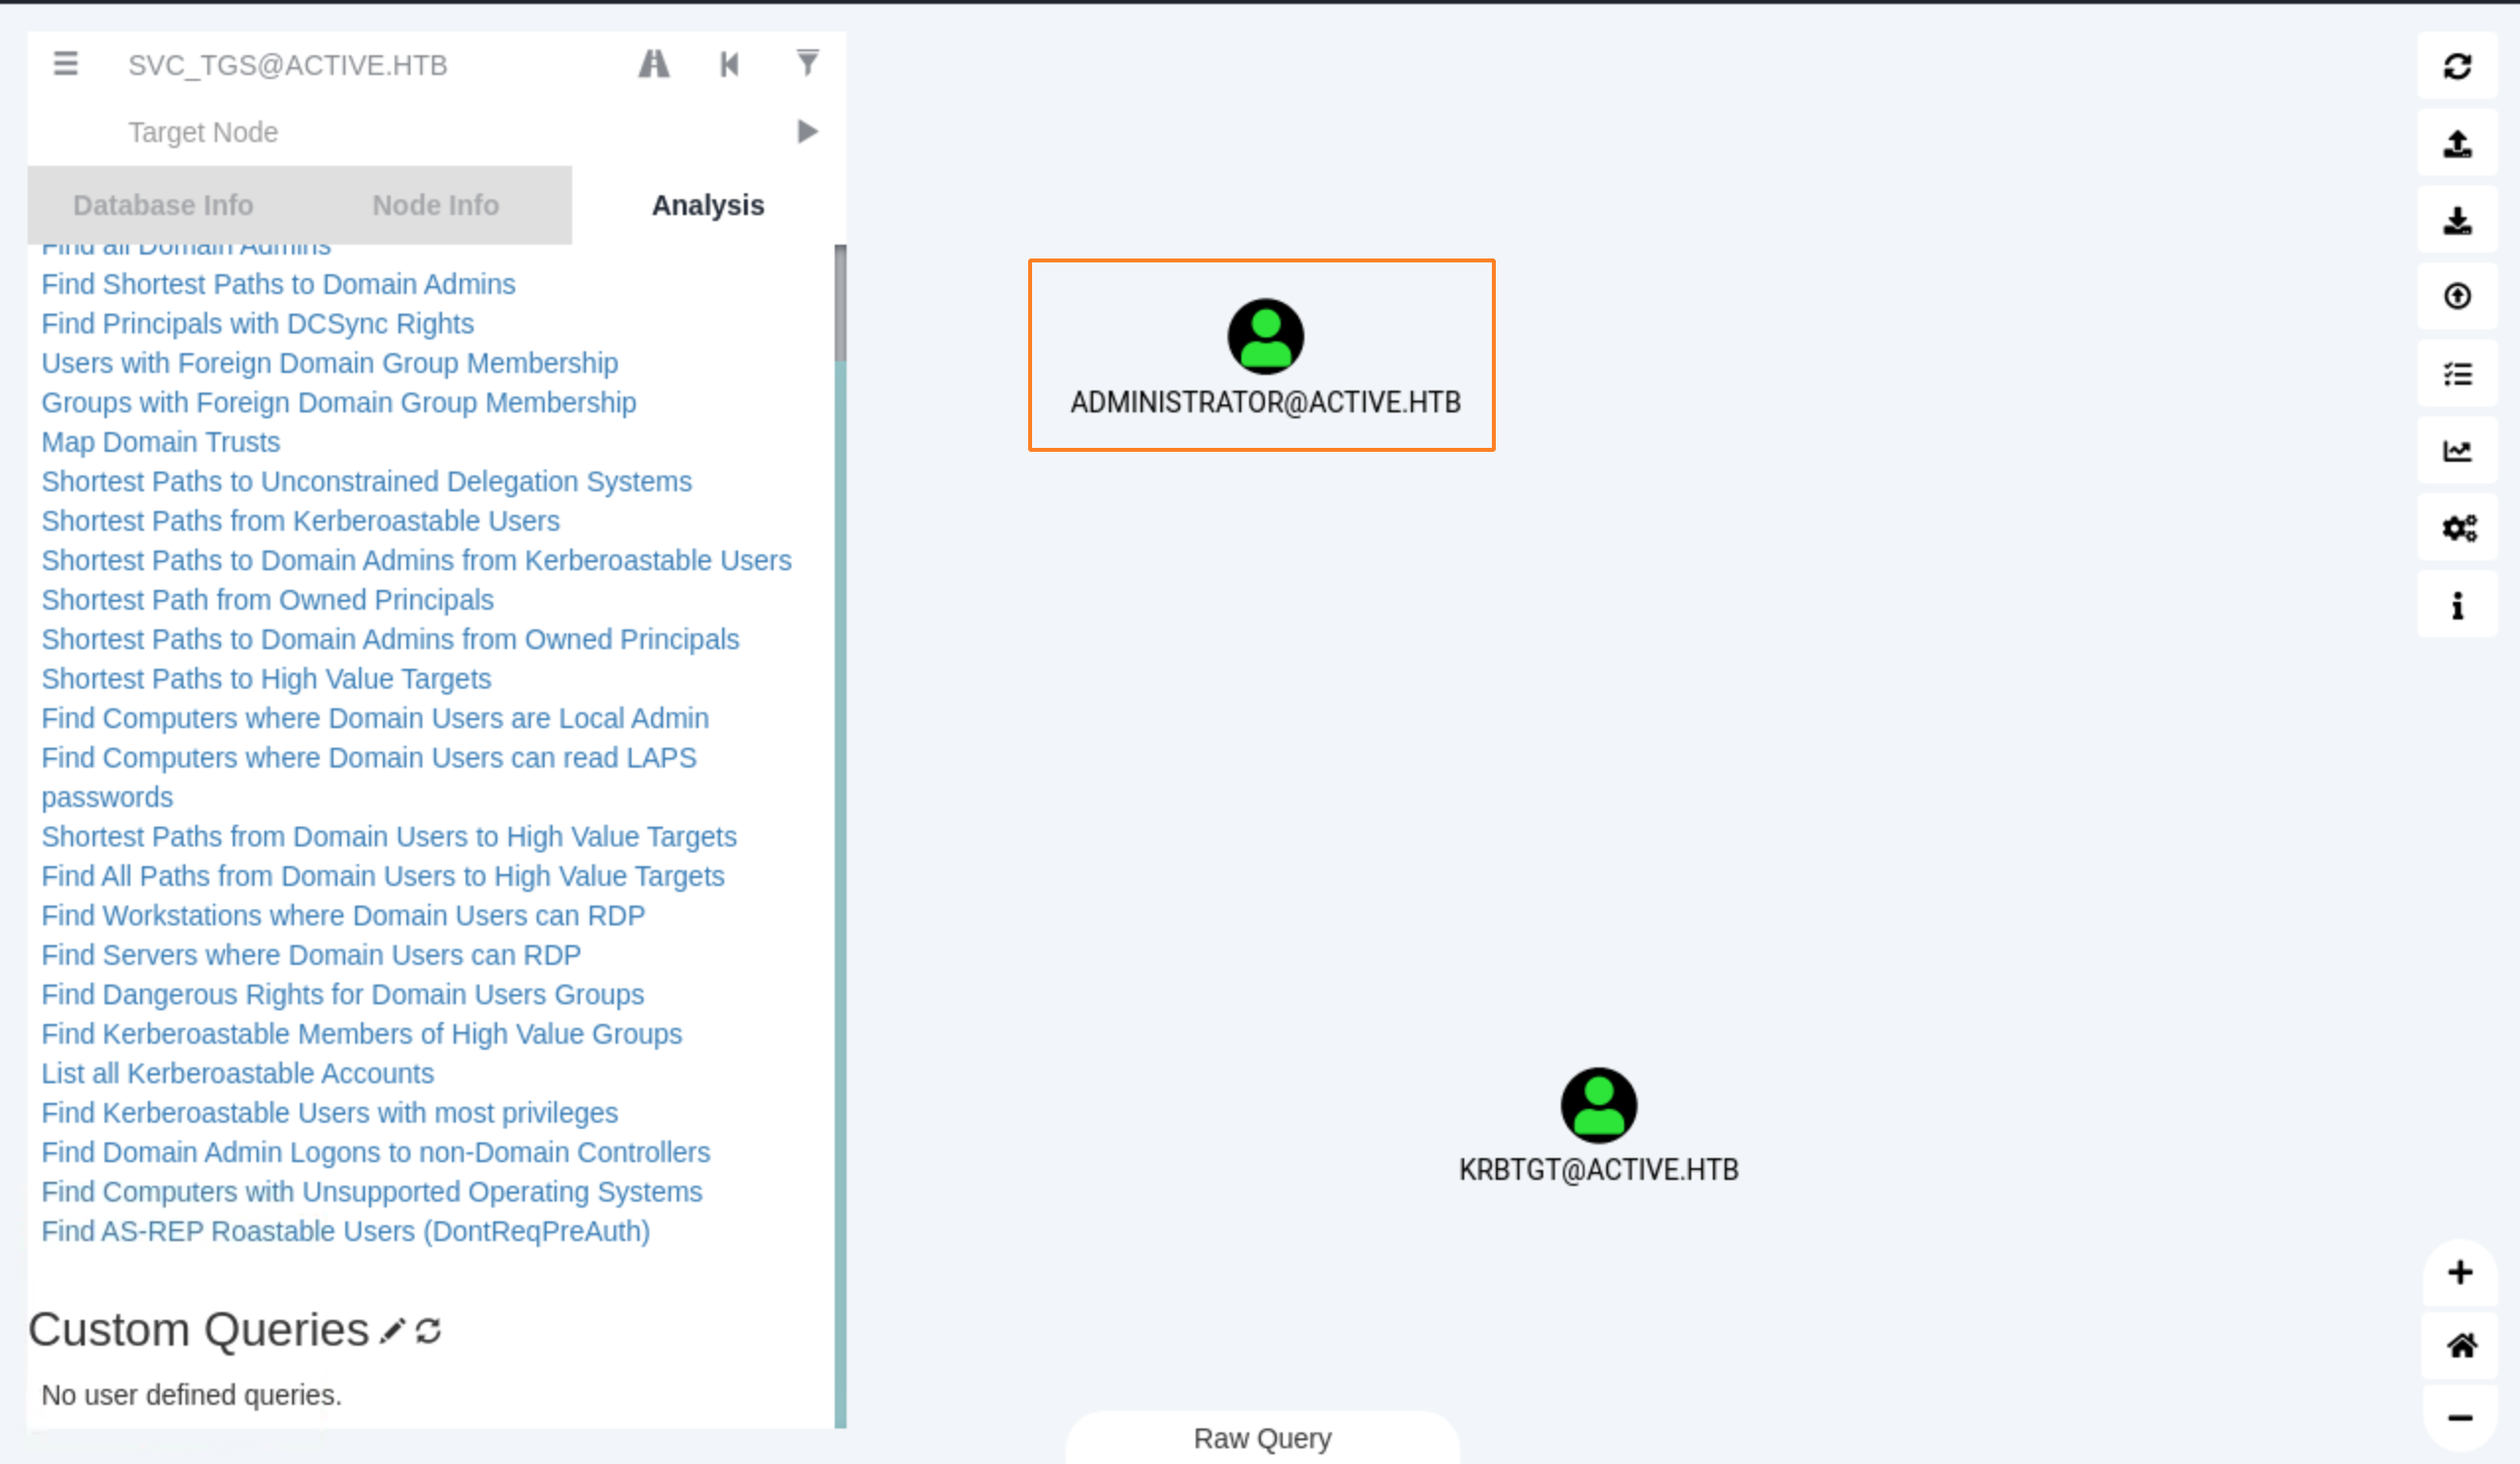 SVC_TGS@ACTIVE.HTB
Target Node
Database Info
Node Info
Analysis
Find all Domain Admins
Find Shortest Paths to Domain Admins
Find Principals with DCSync Rights
Users with Foreign Domain Group Membership
Groups with Foreign Domain Group Membership
Map Domain Trusts
Shortest Paths to Unconstrained Delegation Systems
Shortest Paths from Kerberoastable Users
Shortest Paths to Domain Admins from Kerberoastable Users
Shortest Path from Owned Principals
Shortest Paths to Domain Admins from Owned Principals
Shortest Paths to High Value Targets
Find Computers where Domain Users are Local Admin
Find Computers where Domain Users can read LAPS
passwords
Shortest Paths from Domain Users to High Value Targets
Find All Paths from Domain Users to High Value Targets
Find Workstations where Domain Users can RDP
Find Servers where Domain Users can RDP
Find Dangerous Rights for Domain Users Groups
Find Kerberoastable Members of High Value Groups
List all Kerberoastable Accounts
Find Kerberoastable Users with most privileges
Find Domain Admin Logons to non-Domain Controllers
Find Computers with Unsupported Operating Systems
Find AS-REP Roastable Users (DontReqPreAuth)
Custom Queries
No user defined queries.
ADMINISTRATOR@ACTIVE.HTB
KRBTGT@ACTIVE.HTB
Raw Query